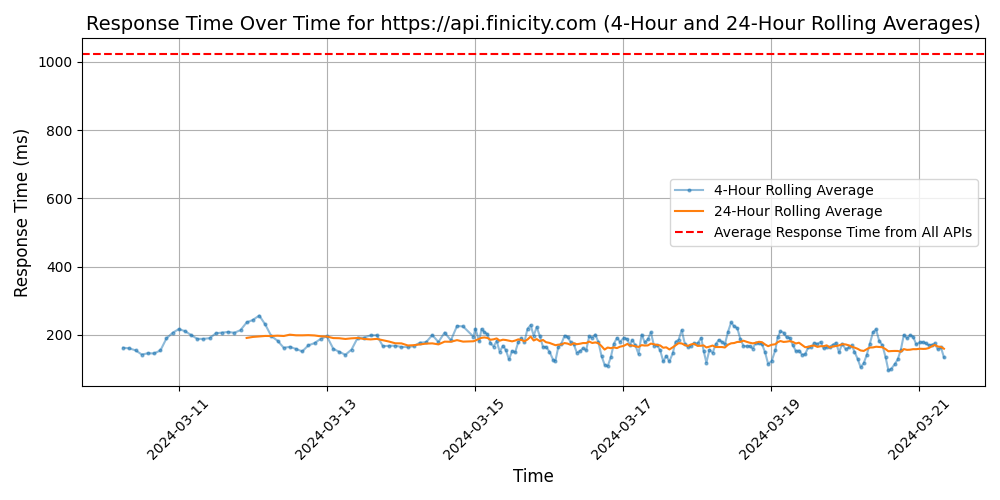 Response Time Over Time for https://api.finicity.com (4-Hour and 24-Hour Rolling Averages)
Response Time (ms)
1000
800
600
400
200
4-Hour Rolling Average
24-Hour Rolling Average
Average Response Time from All APIs
2024-03-11
2024-03-13
2024-03-15
2024-03-17
2024-03-19
2024-03-21
Time